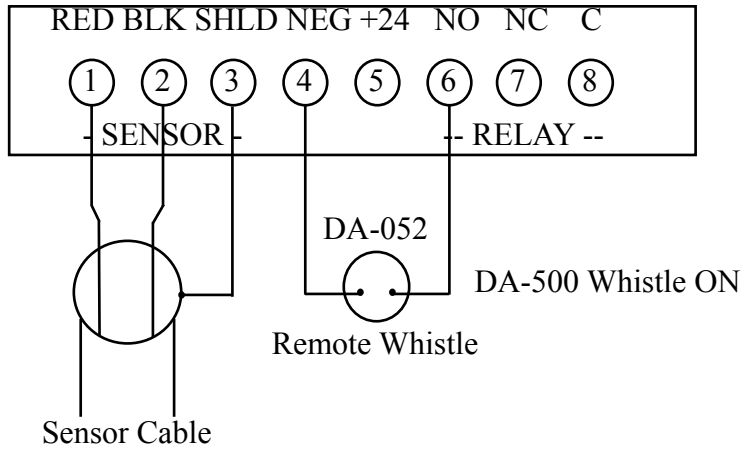 RED BLK SHLD NEG +24 NO NC C
1 2 3 4 5 6 7 8
- SENSOR - -- RELAY --
DA-052
DA-500 Whistle ON
Remote Whistle
Sensor Cable